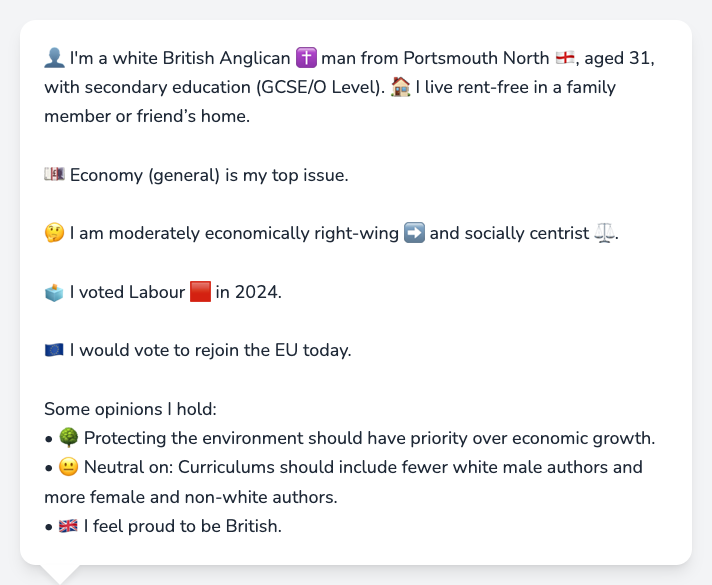 👤 I'm a white British Anglican ✝️ man from Portsmouth North 🏴󠁧󠁢󠁥󠁮󠁧󠁿, aged 31,
with secondary education (GCSE/O Level). 🏠 I live rent-free in a family
member or friend’s home.
💷 Economy (general) is my top issue.
🤔 I am moderately economically right-wing ➡️ and socially centrist ⚖️.
🗳️ I voted Labour 🟥 in 2024.
🇪🇺 I would vote to rejoin the EU today.
Some opinions I hold:
• 🌳 Protecting the environment should have priority over economic growth.
• 😐 Neutral on: Curriculums should include fewer white male authors and
more female and non-white authors.
• 🇬🇧 I feel proud to be British.